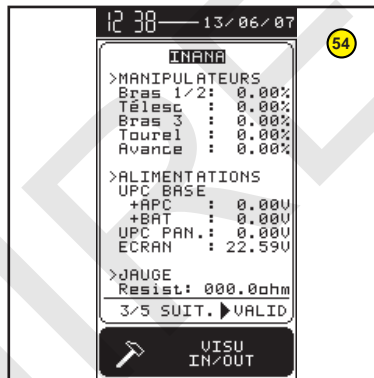 12 38 13/06/07
54
INANA
>MANIPULATEURS
Bras 1/2: 0.00%
Télesc : 0.00%
Bras 3 : 0.00%
Tourel : 0.00%
Avance : 0.00%
>ALIMENTATIONS
UPC BASE
+APC : 0.00V
+BAT : 0.00V
UPC PAN.: 0.00V
ECRAN : 22.59V
>JAUGE
Resist: 000.0ohm
3/5 SUIT.▶VALID
VISU
IN/OUT